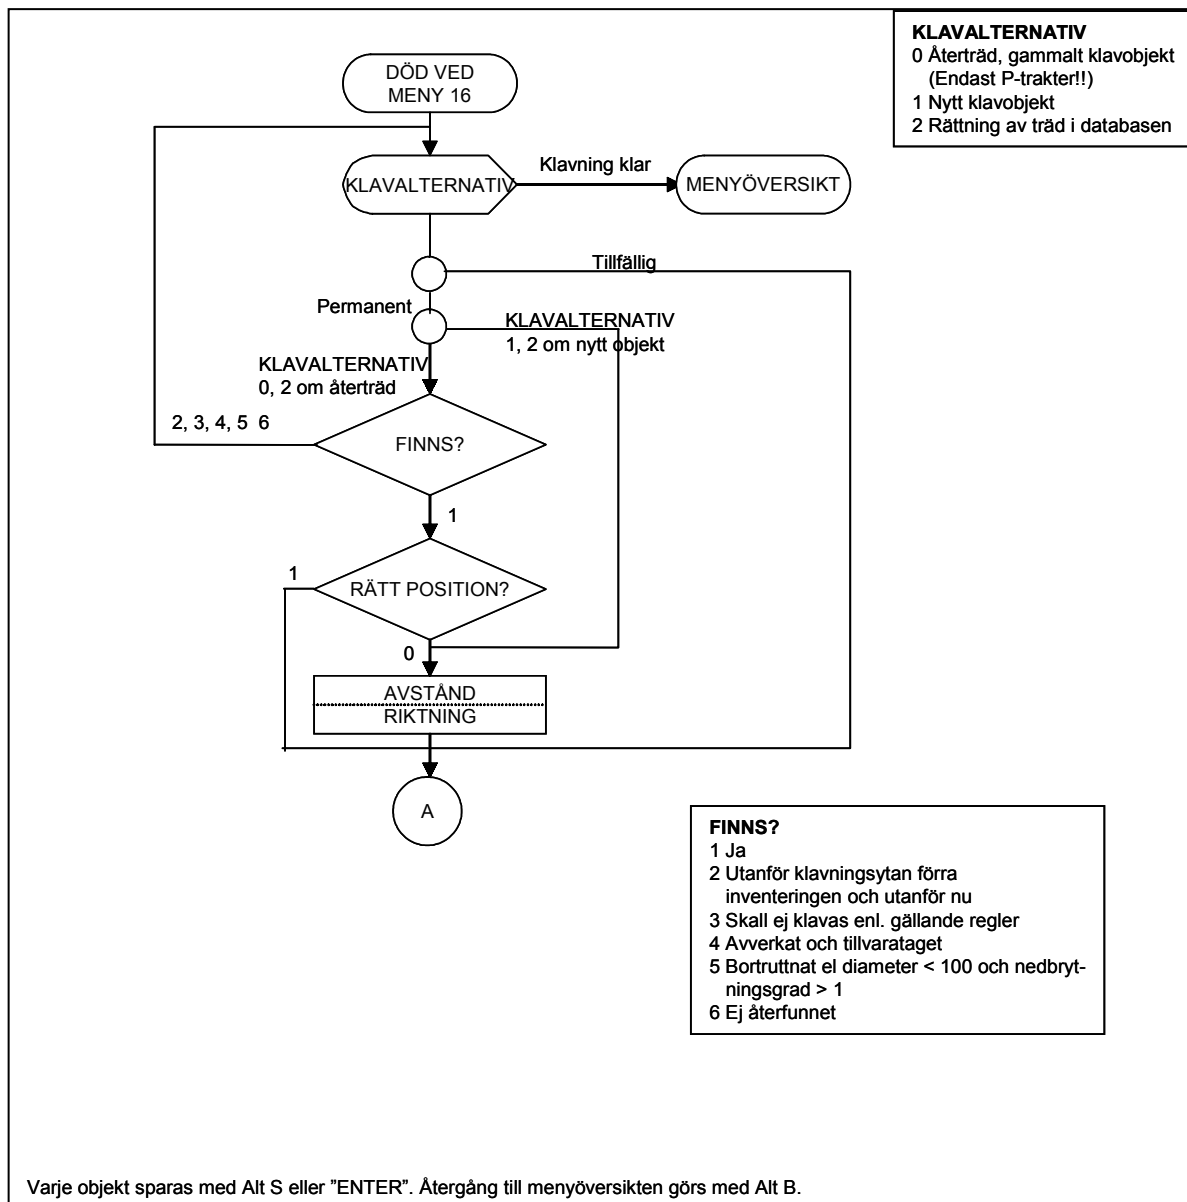 KLAVALTERNATIV
0 Återträd, gammalt klavobjekt
(Endast P-trakter!!)
1 Nytt klavobjekt
2 Rättning av träd i databasen
DÖD VED
MENY 16
KLAVALTERNATIV
Klavning klar
MENYÖVERSIKT
Tillfällig
Permanent
KLAVALTERNATIV
1, 2 om nytt objekt
KLAVALTERNATIV
0, 2 om återträd
2, 3, 4, 5 6
FINNS?
1
1
RÄTT POSITION?
0
AVSTÅND
RIKTNING
A
FINNS?
1 Ja
2 Utanför klavningsytan förra
inventeringen och utanför nu
3 Skall ej klavas enl. gällande regler
4 Avverkat och tillvarataget
5 Bortruttnat el diameter < 100 och nedbryt-
ningsgrad > 1
6 Ej återfunnet
Varje objekt sparas med Alt S eller ”ENTER”. Återgång till menyöversikten görs med Alt B.